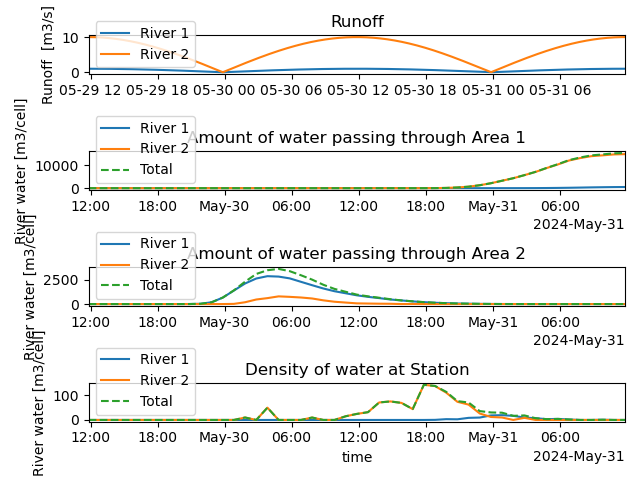 Runoff
Runoff [m3/s]
10
0
River 1
River 2
05-29 12 05-29 18 05-30 00 05-30 06 05-30 12 05-30 18 05-31 00 05-31 06
Amount of water passing through Area 1
River water [m3/cell]
10000
0
River 1
River 2
Total
12:00 18:00 May-30 06:00 12:00 18:00 May-31 06:00
2024-May-31
Amount of water passing through Area 2
River water [m3/cell]
2500
0
River 1
River 2
Total
12:00 18:00 May-30 06:00 12:00 18:00 May-31 06:00
2024-May-31
Density of water at Station
River water [m3/cell]
100
0
River 1
River 2
Total
12:00 18:00 May-30 06:00 12:00 18:00 May-31 06:00
time
2024-May-31